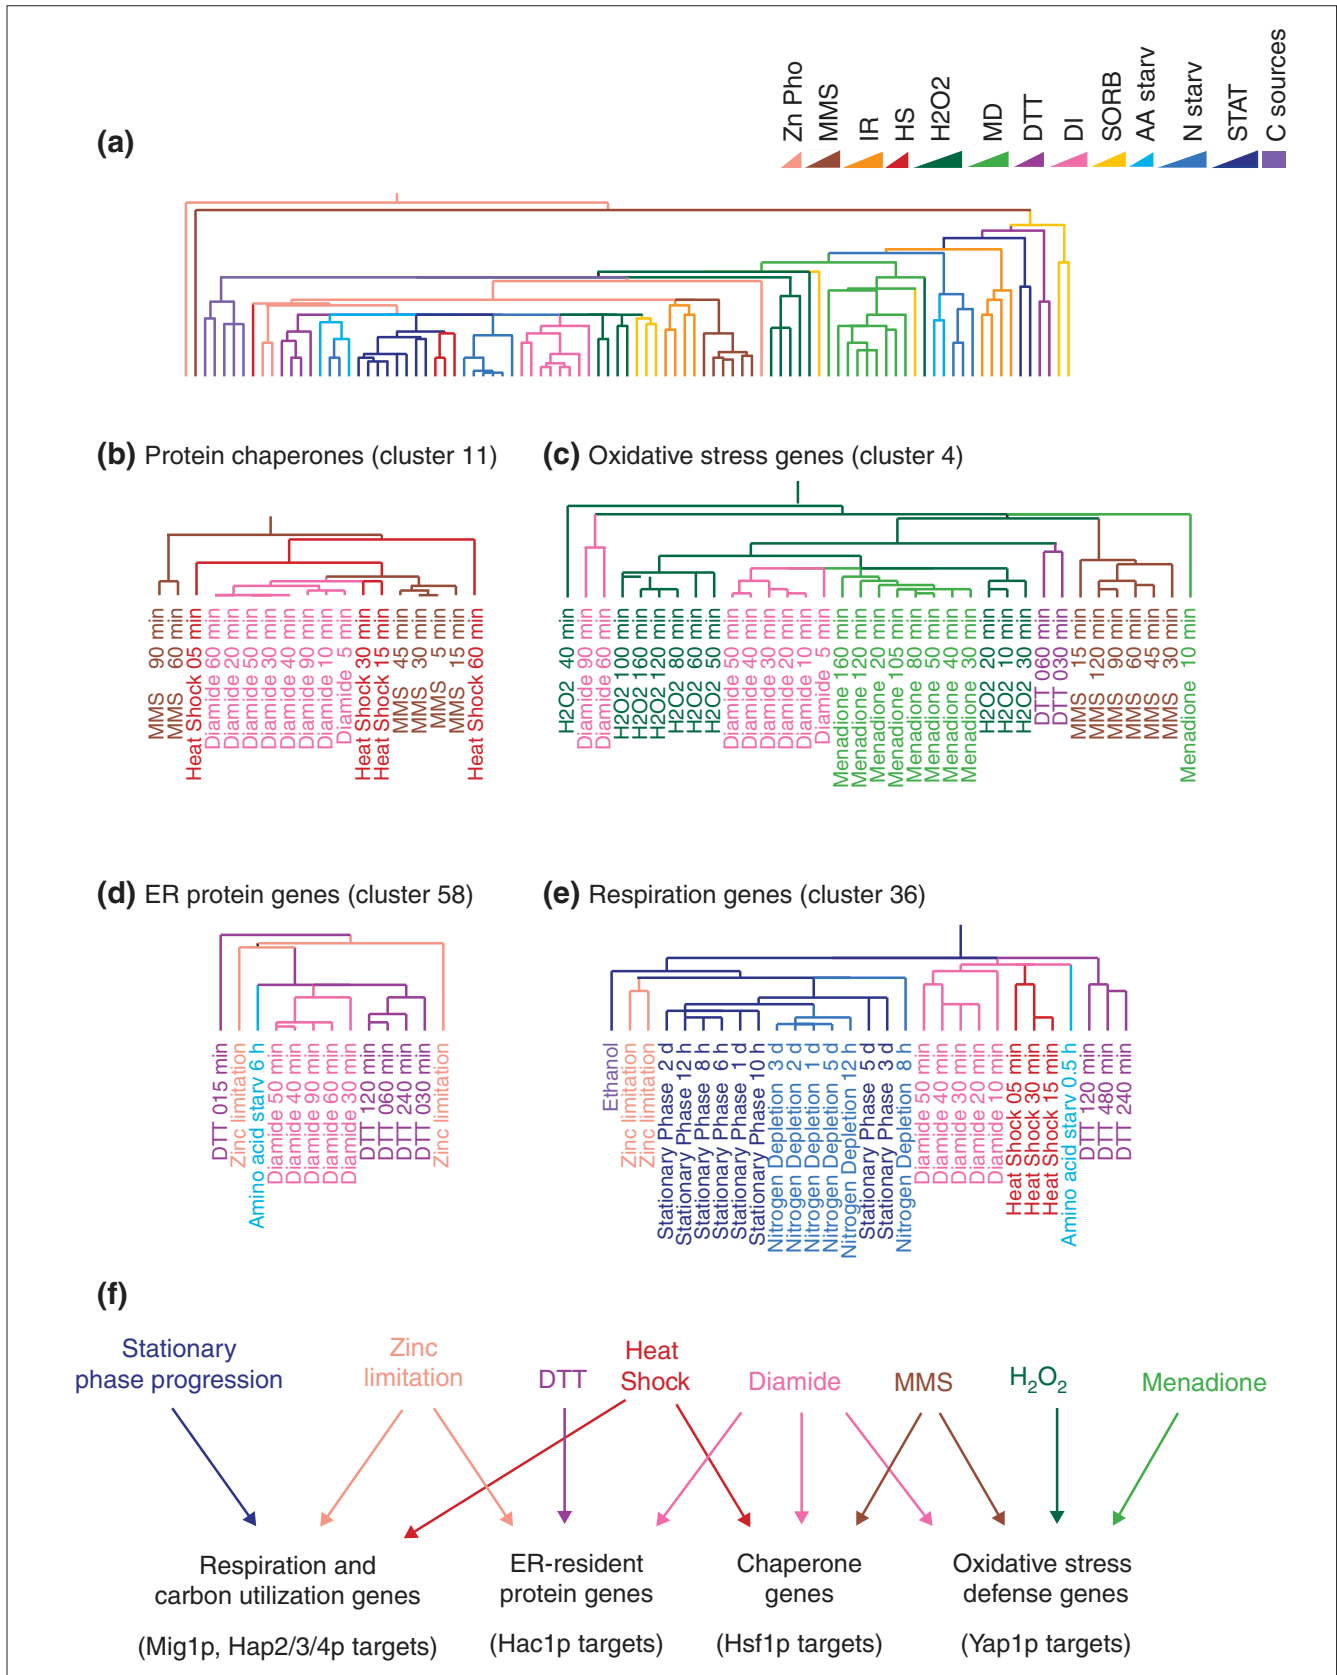 (a)
Zn Pho
MMS
IR
HS
H2O2
MD
DTT
DI
SORB
AA starv
N starv
STAT
C sources
(b) Protein chaperones (cluster 11)
MMS 90 min
MMS 60 min
Heat Shock 05 min
Diamide 60 min
Diamide 20 min
Diamide 50 min
Diamide 30 min
Diamide 40 min
Diamide 90 min
Diamide 10 min
Diamide 5 min
Heat Shock 30 min
Heat Shock 15 min
MMS 45 min
MMS 30 min
MMS 5 min
MMS 15 min
Heat Shock 60 min
(c) Oxidative stress genes (cluster 4)
H2O2 40 min
Diamide 90 min
Diamide 60 min
H2O2 100 min
H2O2 160 min
H2O2 120 min
H2O2 80 min
H2O2 60 min
H2O2 50 min
Diamide 50 min
Diamide 40 min
Diamide 30 min
Diamide 20 min
Diamide 10 min
Diamide 5 min
Menadione 160 min
Menadione 120 min
Menadione 20 min
Menadione 105 min
Menadione 80 min
Menadione 50 min
Menadione 40 min
Menadione 30 min
H2O2 20 min
H2O2 10 min
H2O2 30 min
DTT 060 min
DTT 030 min
MMS 15 min
MMS 120 min
MMS 90 min
MMS 60 min
MMS 45 min
MMS 30 min
Menadione 10 min
(d) ER protein genes (cluster 58)
DTT 015 min
Zinc limitation
Amino acid starv 6 h
Diamide 50 min
Diamide 40 min
Diamide 90 min
Diamide 60 min
Diamide 30 min
DTT 120 min
DTT 060 min
DTT 240 min
DTT 030 min
Zinc limitation
(e) Respiration genes (cluster 36)
Ethanol
Zinc limitation
Zinc limitation
Stationary Phase 2 d
Stationary Phase 12 h
Stationary Phase 8 h
Stationary Phase 6 h
Stationary Phase 1 d
Stationary Phase 10 h
Nitrogen Depletion 3 d
Nitrogen Depletion 2 d
Nitrogen Depletion 1 d
Nitrogen Depletion 5 d
Nitrogen Depletion 12 h
Stationary Phase 5 d
Stationary Phase 3 d
Nitrogen Depletion 8 h
Diamide 50 min
Diamide 40 min
Diamide 30 min
Diamide 20 min
Diamide 10 min
Heat Shock 05 min
Heat Shock 30 min
Heat Shock 15 min
Amino acid starv 0.5 h
DTT 120 min
DTT 480 min
DTT 240 min
(f)
Stationary
phase progression
Zinc
limitation
DTT
Heat
Shock
Diamide
MMS
H₂O₂
Menadione
Respiration and
carbon utilization genes
(Mig1p, Hap2/3/4p targets)
ER-resident
protein genes
(Hac1p targets)
Chaperone
genes
(Hsf1p targets)
Oxidative stress
defense genes
(Yap1p targets)